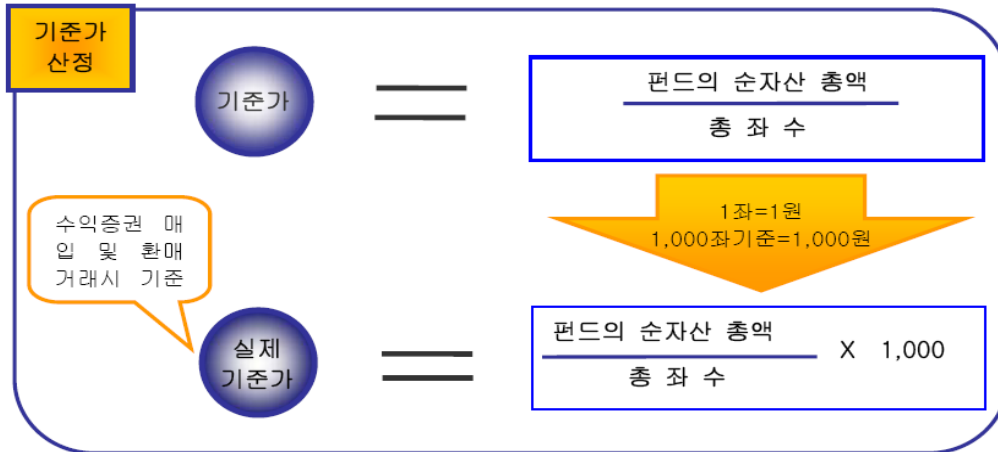 기준가
산정
기준가
펀드의 순자산 총액
총 좌 수
1좌=1원
1,000좌기준=1,000원
수익증권 매
입 및 환매
거래시 기준
실제
기준가
펀드의 순자산 총액
총 좌 수
X 1,000